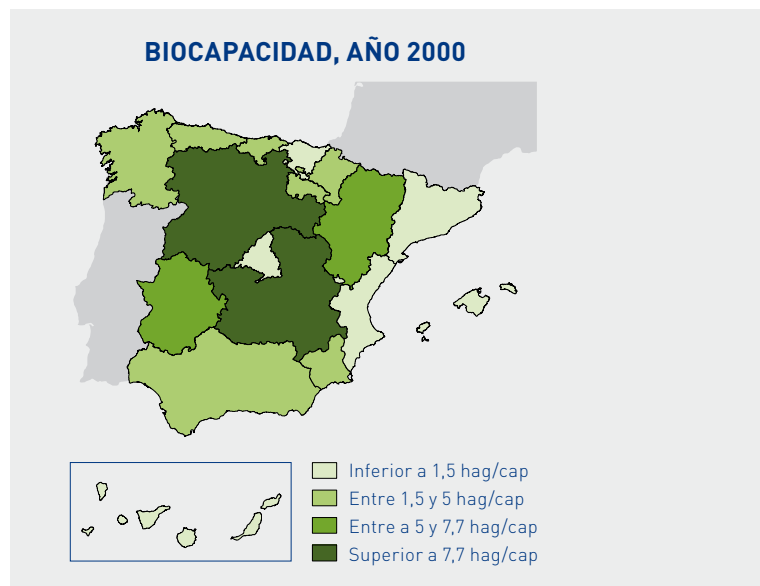 BIOCAPACIDAD, AÑO 2000
Inferior a 1,5 hag/cap
Entre 1,5 y 5 hag/cap
Entre a 5 y 7,7 hag/cap
Superior a 7,7 hag/cap